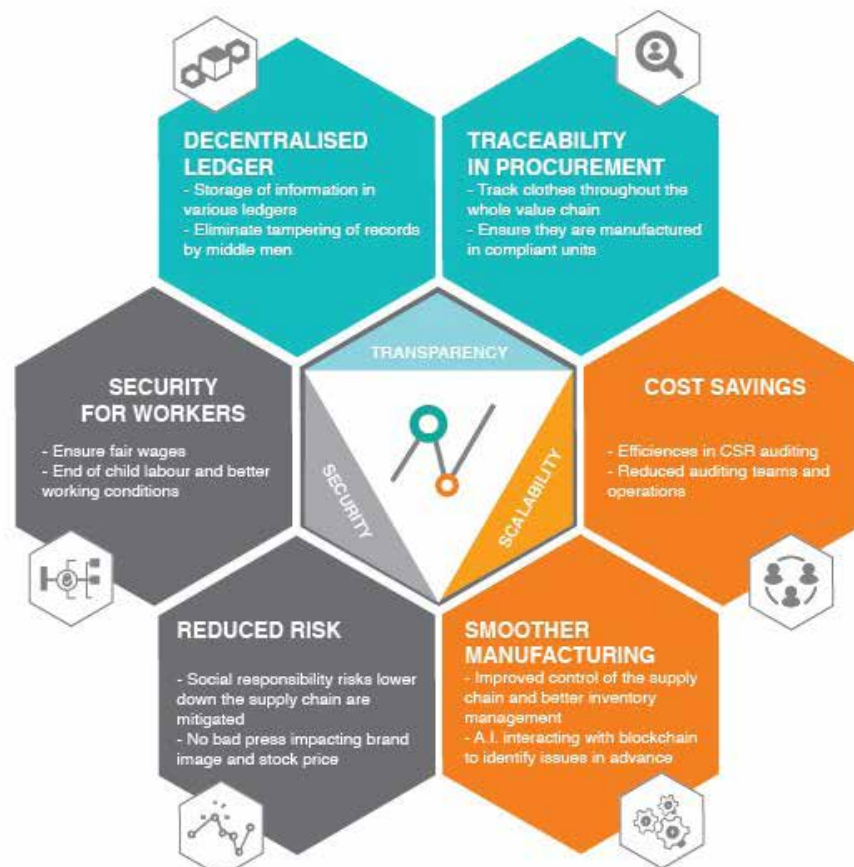 DECENTRALISED
LEDGER
- Storage of information in
various ledgers
- Eliminate tampering of records
by middle men
TRACEABILITY
IN PROCUREMENT
- Track clothes throughout the
whole value chain
- Ensure they are manufactured
in compliant units
TRANSPARENCY
SECURITY
FOR WORKERS
- Ensure fair wages
- End of child labour and better
working conditions
SECURITY
SCALABILITY
COST SAVINGS
- Efficiences in CSR auditing
- Reduced auditing teams and
operations
REDUCED RISK
- Social responsibility risks lower
down the supply chain are
mitigated
- No bad press impacting brand
image and stock price
SMOOTHER
MANUFACTURING
- Improved control of the supply
chain and better inventory
management
- A.I. interacting with blockchain
to identify issues in advance